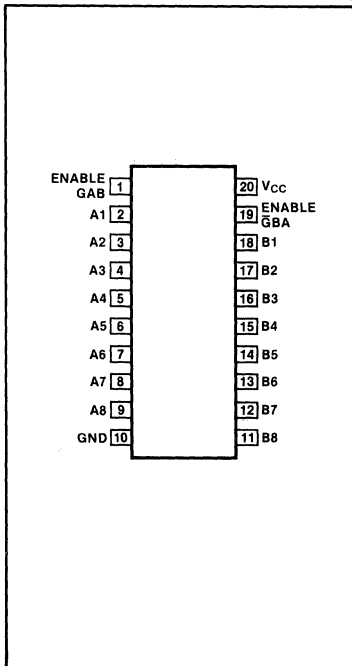 ENABLE
GAB 1
A1 2
A2 3
A3 4
A4 5
A5 6
A6 7
A7 8
A8 9
GND 10
20 VCC
19 ENABLE
G̅BA
18 B1
17 B2
16 B3
15 B4
14 B5
13 B6
12 B7
11 B8